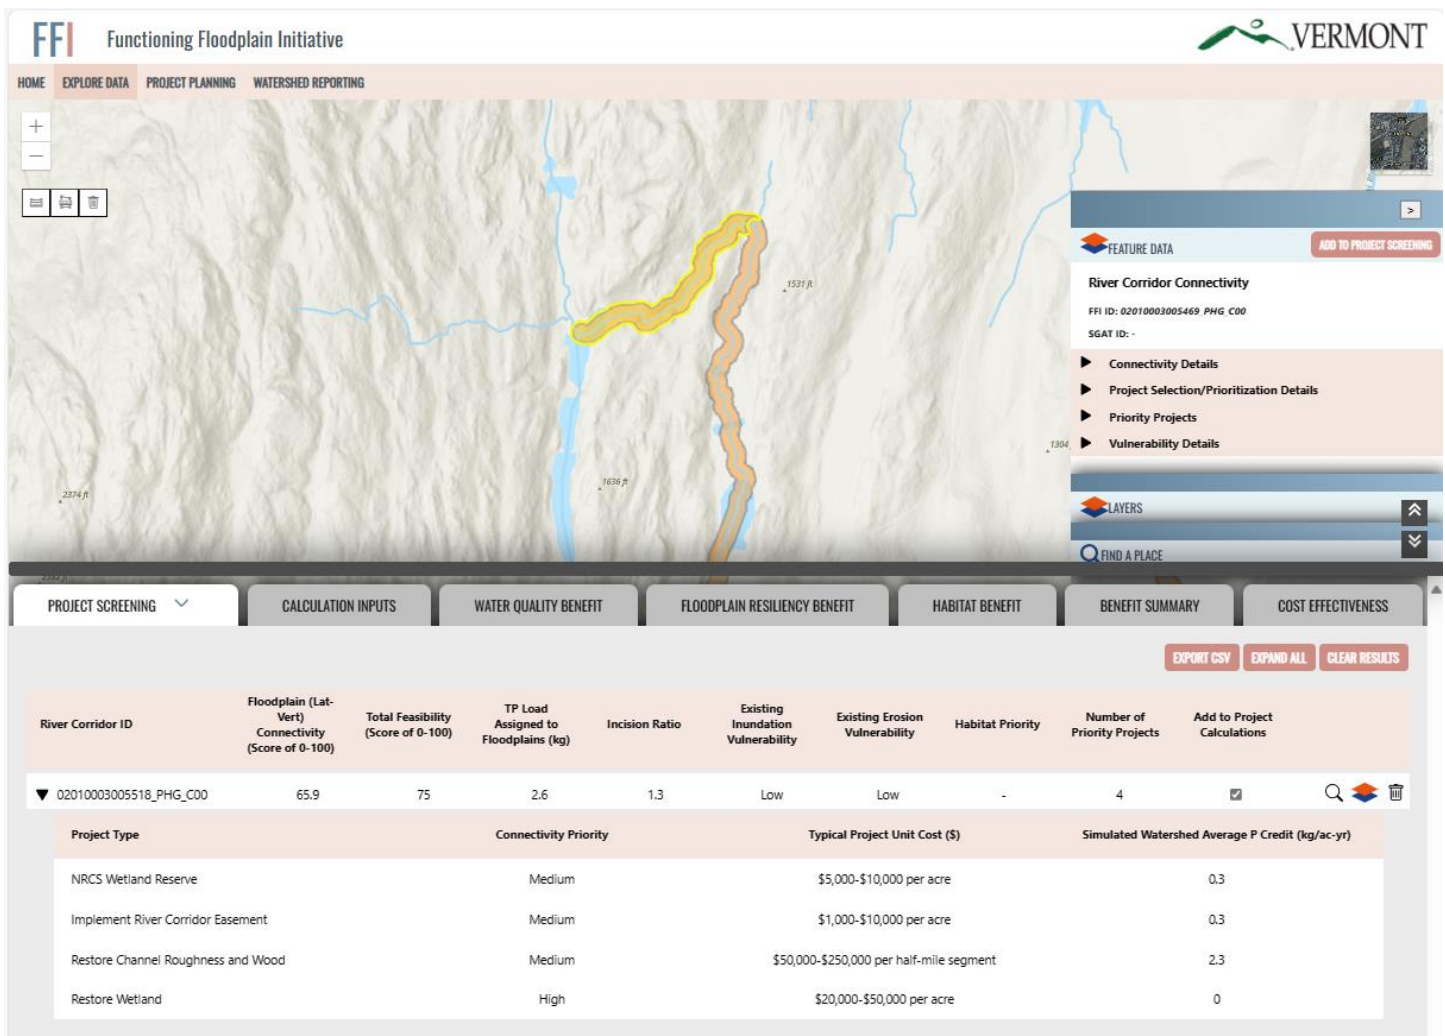 FFI Functioning Floodplain Initiative VERMONT
HOME EXPLORE DATA PROJECT PLANNING WATERSHED REPORTING
+
−
>
FEATURE DATA ADD TO PROJECT SCREENING
River Corridor Connectivity
FFI ID: 02010003005469_PHG_C00
SGAT ID: -
Connectivity Details
Project Selection/Prioritization Details
Priority Projects
Vulnerability Details
1531 ft
1304
1636 ft
2374 ft
LAYERS
FIND A PLACE
PROJECT SCREENING CALCULATION INPUTS WATER QUALITY BENEFIT FLOODPLAIN RESILIENCY BENEFIT HABITAT BENEFIT BENEFIT SUMMARY COST EFFECTIVENESS
EXPORT CSV EXPAND ALL CLEAR RESULTS
River Corridor ID
Floodplain (Lat-
Vert)
Connectivity
(Score of 0-100)
Total Feasibility
(Score of 0-100)
TP Load
Assigned to
Floodplains (kg)
Incision Ratio
Existing
Inundation
Vulnerability
Existing Erosion
Vulnerability
Habitat Priority
Number of
Priority Projects
Add to Project
Calculations
02010003005518_PHG_C00 65.9 75 2.6 1.3 Low Low - 4
Project Type Connectivity Priority Typical Project Unit Cost ($) Simulated Watershed Average P Credit (kg/ac-yr)
NRCS Wetland Reserve Medium $5,000-$10,000 per acre 0.3
Implement River Corridor Easement Medium $1,000-$10,000 per acre 0.3
Restore Channel Roughness and Wood Medium $50,000-$250,000 per half-mile segment 2.3
Restore Wetland High $20,000-$50,000 per acre 0